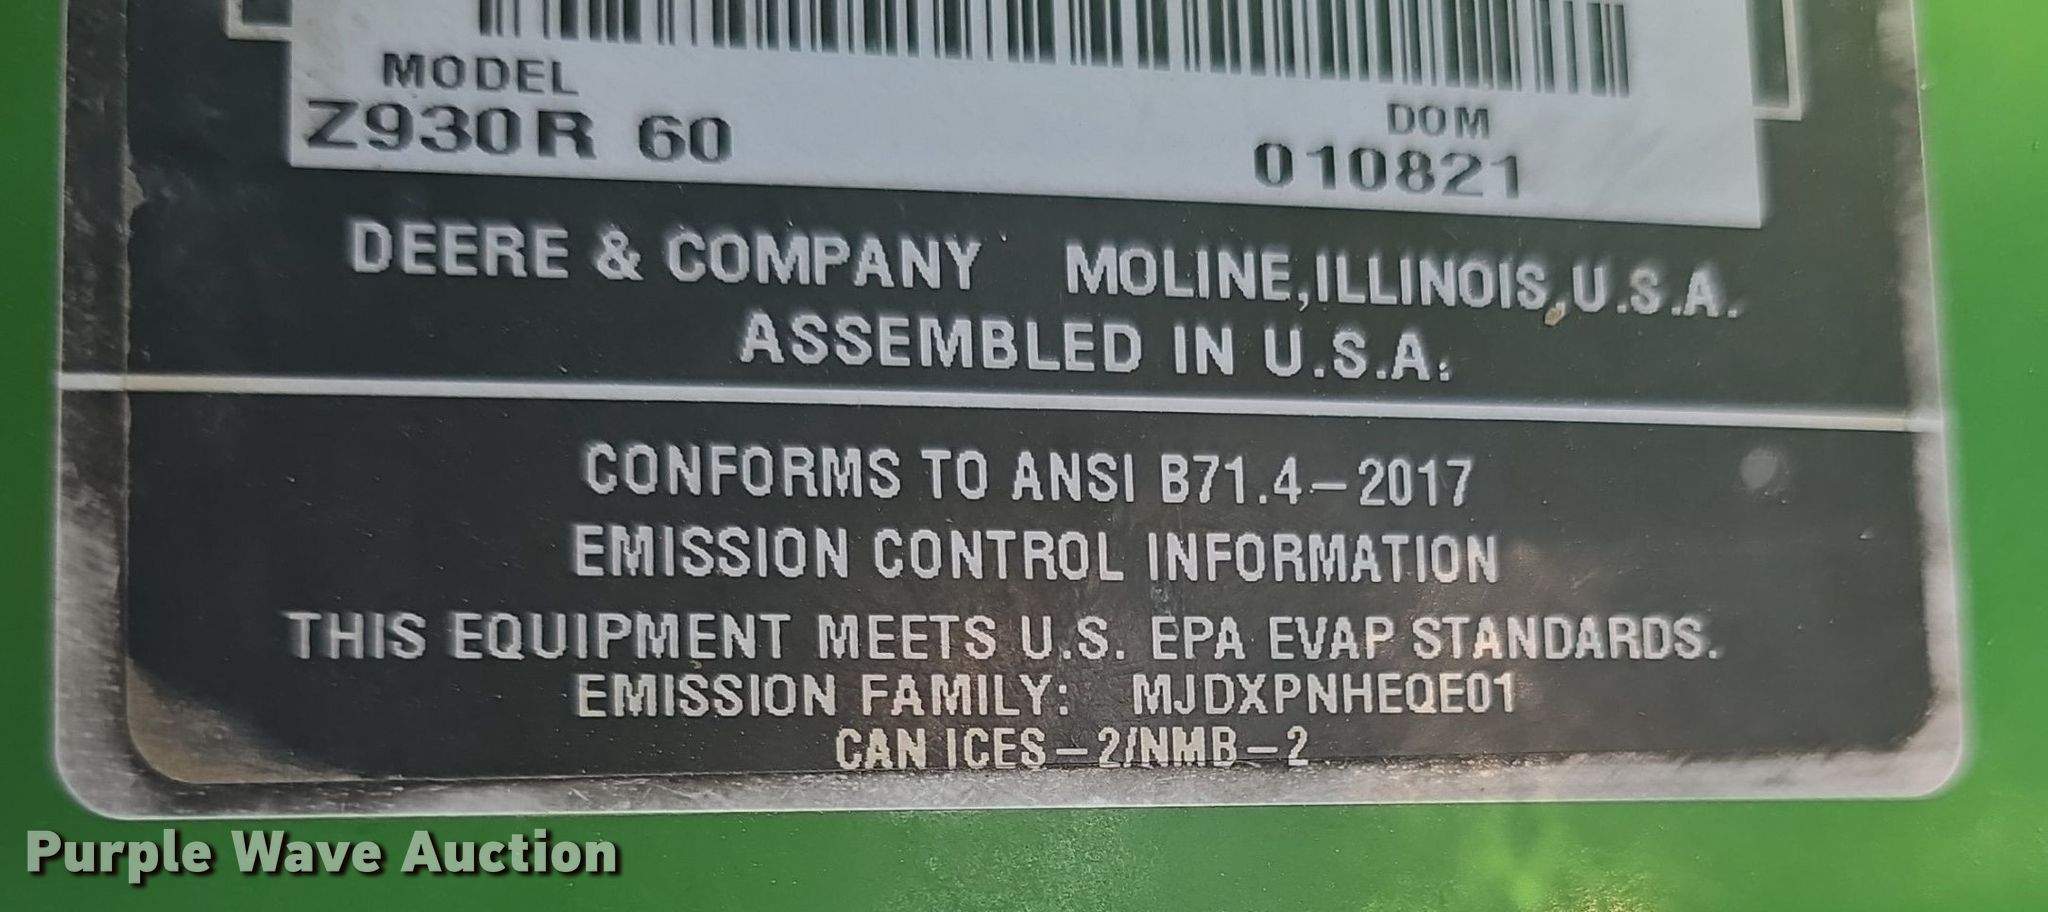 MODEL
Z930R 60
DOM
010821
DEERE & COMPANY MOLINE,ILLINOIS,U.S.A.
ASSEMBLED IN U.S.A.
CONFORMS TO ANSI B71.4-2017
EMISSION CONTROL INFORMATION
THIS EQUIPMENT MEETS U.S. EPA EVAP STANDARDS.
EMISSION FAMILY: MJDXPNHEQE01
CAN ICES-2/NMB-2
Purple Wave Auction